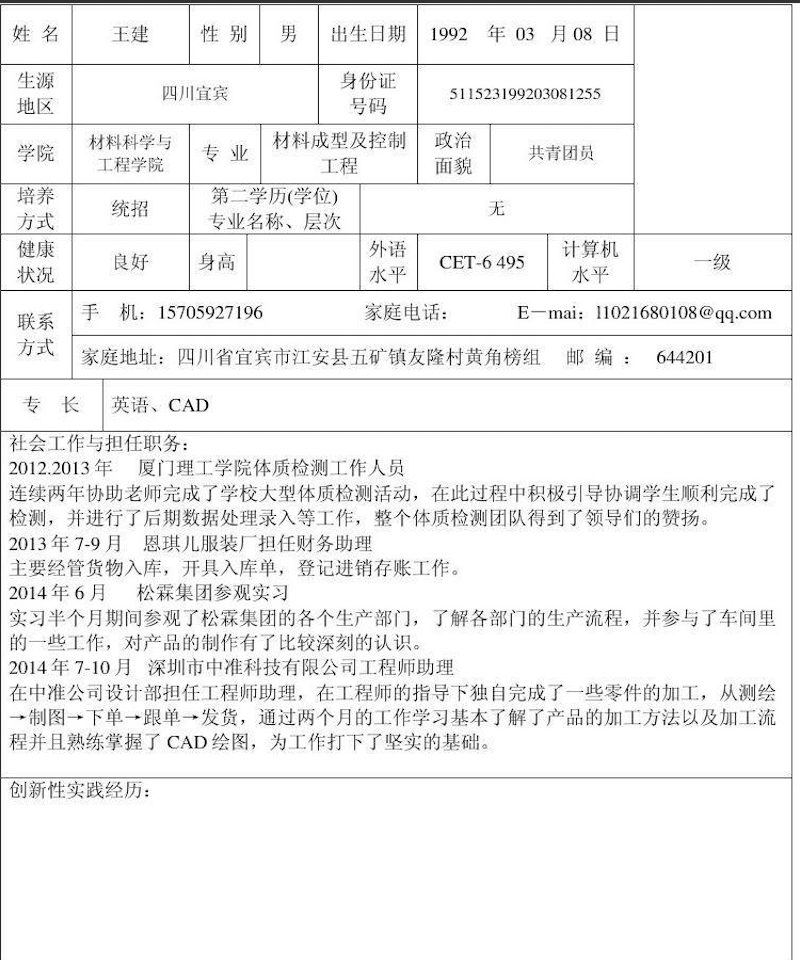 姓 名 王建 性 别 男 出生日期 1992 年 03 月 08 日
生源地区 四川宜宾 身份证号码 511523199203081255
学院 材料科学与工程学院 专 业 材料成型及控制工程 政治面貌 共青团员
培养方式 统招 第二学历(学位)专业名称、层次 无
健康状况 良好 身高 外语水平 CET-6 495 计算机水平 一级
联系方式 手 机：15705927196 家庭电话： E－mai：l1021680108@qq.com
家庭地址：四川省宜宾市江安县五矿镇友隆村黄角榜组 邮 编 ： 644201
专 长 英语、CAD
社会工作与担任职务：
2012.2013 年 厦门理工学院体质检测工作人员
连续两年协助老师完成了学校大型体质检测活动，在此过程中积极引导协调学生顺利完成了
检测，并进行了后期数据处理录入等工作，整个体质检测团队得到了领导们的赞扬。
2013 年 7-9 月 恩琪儿服装厂担任财务助理
主要经管货物入库，开具入库单，登记进销存账工作。
2014 年 6 月 松霖集团参观实习
实习半个月期间参观了松霖集团的各个生产部门，了解各部门的生产流程，并参与了车间里
的一些工作，对产品的制作有了比较深刻的认识。
2014 年 7-10 月 深圳市中准科技有限公司工程师助理
在中准公司设计部担任工程师助理，在工程师的指导下独自完成了一些零件的加工，从测绘
→制图→下单→跟单→发货，通过两个月的工作学习基本了解了产品的加工方法以及加工流
程并且熟练掌握了 CAD 绘图，为工作打下了坚实的基础。
创新性实践经历：